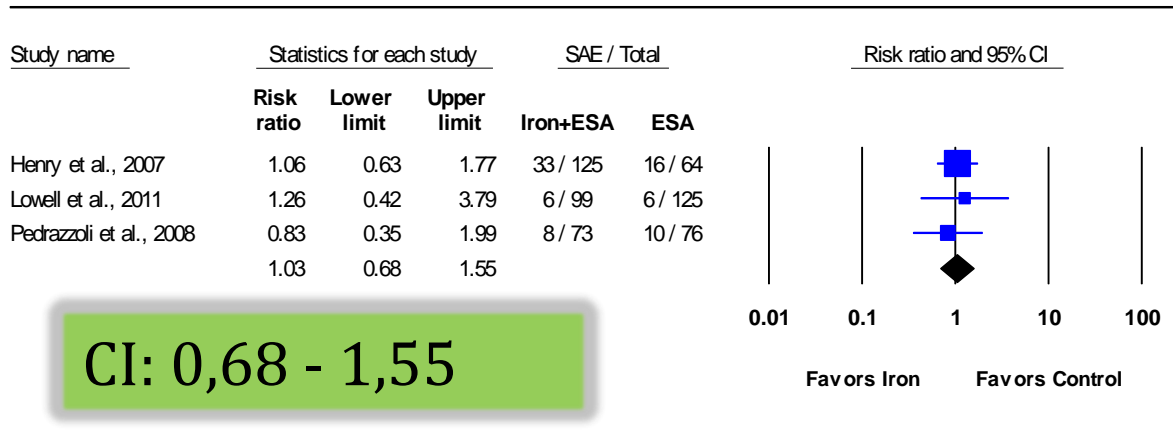 Study name Statistics for each study SAE / Total Risk ratio and 95% CI
Risk ratio Lower limit Upper limit Iron+ESA ESA
Henry et al., 2007 1.06 0.63 1.77 33 / 125 16 / 64
Lowell et al., 2011 1.26 0.42 3.79 6 / 99 6 / 125
Pedrazzoli et al., 2008 0.83 0.35 1.99 8 / 73 10 / 76
1.03 0.68 1.55
0.01 0.1 1 10 100
Favors Iron Favors Control
CI: 0,68 - 1,55